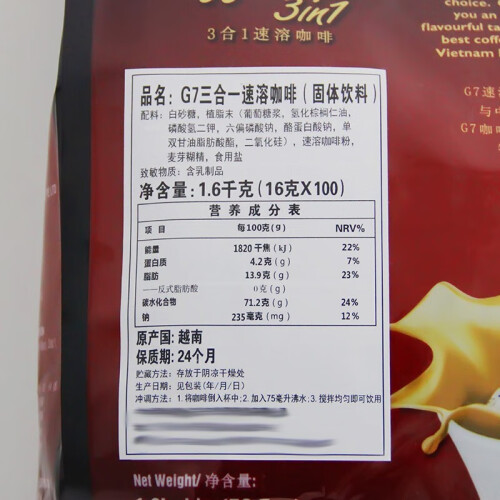 3in1
3合1速溶咖啡
choice.
you an
flavourful ta
best coff
Vietnam
G7速
与中
G7咖啡
品名: G7三合一速溶咖啡 ( 固体饮料 )
配料: 白砂糖, 植脂末 (葡萄糖浆, 氢化棕榈仁油,
磷酸氢二钾, 六偏磷酸钠, 酪蛋白酸钠, 单
双甘油脂肪酸酯, 二氧化硅), 速溶咖啡粉,
麦芽糊精, 食用盐
致敏物质: 含乳制品
净含量: 1.6千克 (16克X100)
营养成分表
项目 每100克(g) NRV%
能量 1820 千焦 (kJ) 22%
蛋白质 4.2克 (g) 7%
脂肪 13.9克 (g) 23%
——反式脂肪酸 0克 (g)
碳水化合物 71.2克 (g) 24%
钠 235毫克 (mg) 12%
原产国: 越南
保质期: 24个月
贮藏方法: 存放于阴凉干燥处
生产日期: 见包装(年/月/日)
冲调方法: 1.将咖啡倒入杯中; 2.加入75毫升沸水; 3.搅拌均匀即可饮用
Net Weight/ 净含量: